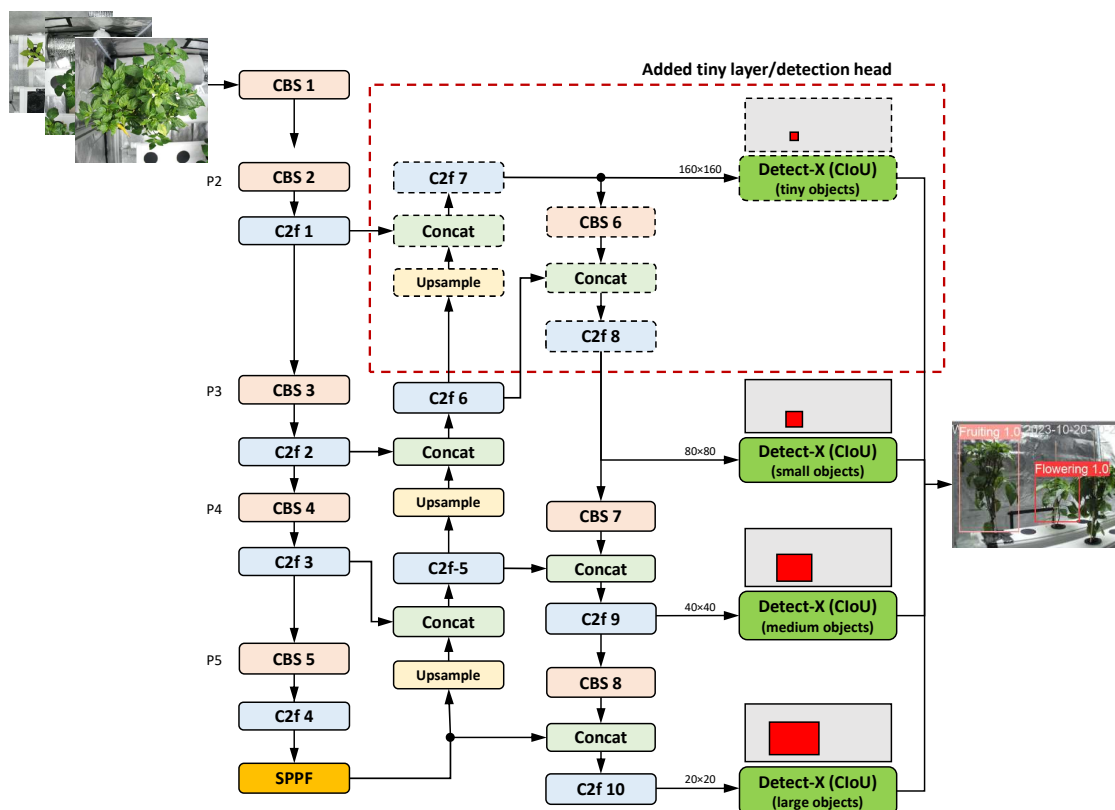 Added tiny layer/detection head
CBS 1
P2
CBS 2
C2f 1
C2f 7
Concat
Upsample
CBS 6
Concat
C2f 8
160×160
Detect-X (CIoU)
(tiny objects)
P3
CBS 3
C2f 2
C2f 6
Concat
Upsample
80×80
Detect-X (CIoU)
(small objects)
P4
CBS 4
C2f 3
C2f-5
Concat
Upsample
CBS 7
Concat
C2f 9
40×40
Detect-X (CIoU)
(medium objects)
P5
CBS 5
C2f 4
SPPF
CBS 8
Concat
C2f 10
20×20
Detect-X (CIoU)
(large objects)
Fruiting 1.0
Flowering 1.0